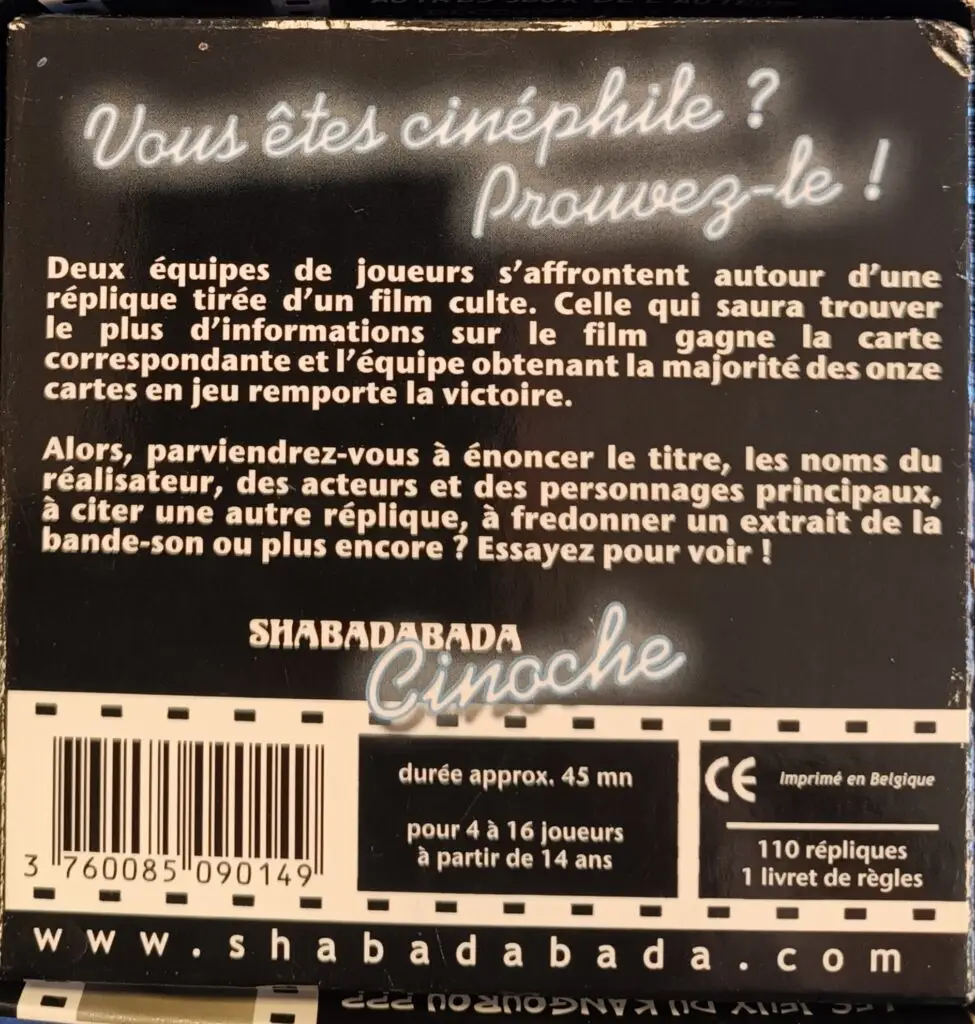 Vous êtes cinéphile ?
Prouvez-le !
Deux équipes de joueurs s'affrontent autour d'une
réplique tirée d'un film culte. Celle qui saura trouver
le plus d'informations sur le film gagne la carte
correspondante et l'équipe obtenant la majorité des onze
cartes en jeu remporte la victoire.
Alors, parviendrez-vous à énoncer le titre, les noms du
réalisateur, des acteurs et des personnages principaux,
à citer une autre réplique, à fredonner un extrait de la
bande-son ou plus encore ? Essayez pour voir !
SHABADABADA
Cinoche
3 760085 090149
durée approx. 45 mn
pour 4 à 16 joueurs
à partir de 14 ans
CE Imprimé en Belgique
110 répliques
1 livret de règles
www.shabadabada.com
LES JEUX DU KANGOUROU